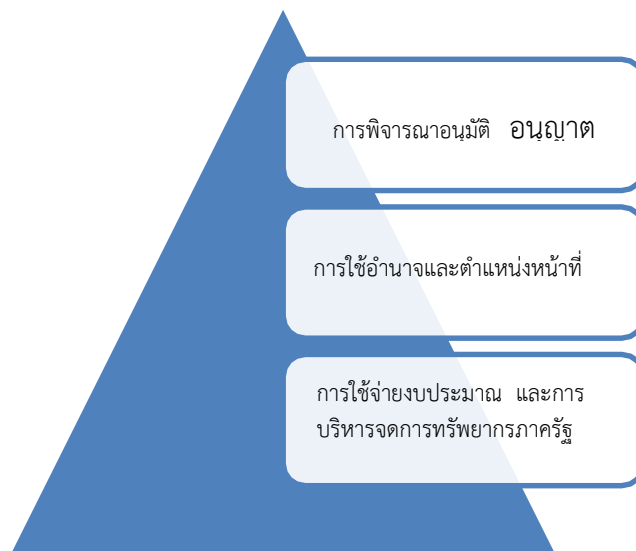 การพิจารณาอนุมัติ อนุญาต
การใช้อำนาจและตำแหน่งหน้าที่
การใช้จ่ายงบประมาณ และการ
บริหารจดการทรัพยากรภาครัฐ